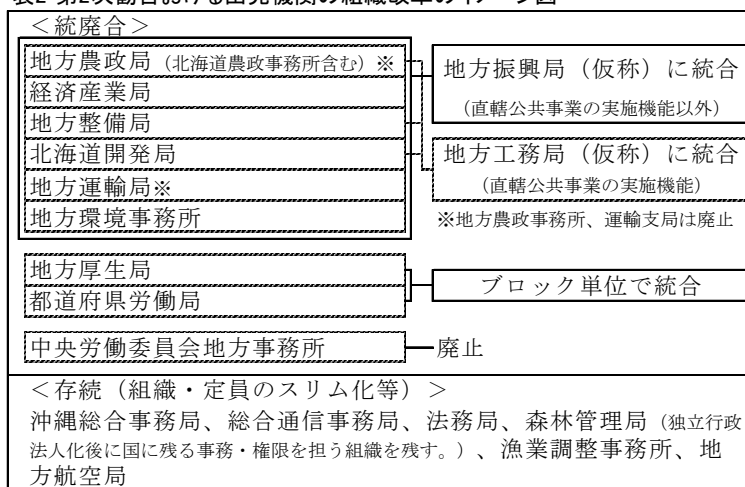 表2 第2次勧告における出先機関の組織改革のイメージ図
＜統廃合＞
地方農政局（北海道農政事務所含む）※
経済産業局
地方整備局
北海道開発局
地方運輸局※
地方環境事務所
地方振興局（仮称）に統合
（直轄公共事業の実施機能以外）
地方工務局（仮称）に統合
（直轄公共事業の実施機能）
※地方農政事務所、運輸支局は廃止
地方厚生局
都道府県労働局
ブロック単位で統合
中央労働委員会地方事務所
廃止
＜存続（組織・定員のスリム化等）＞
沖縄総合事務局、総合通信事務局、法務局、森林管理局（独立行政
法人化後に国に残る事務・権限を担う組織を残す。）、漁業調整事務所、地
方航空局